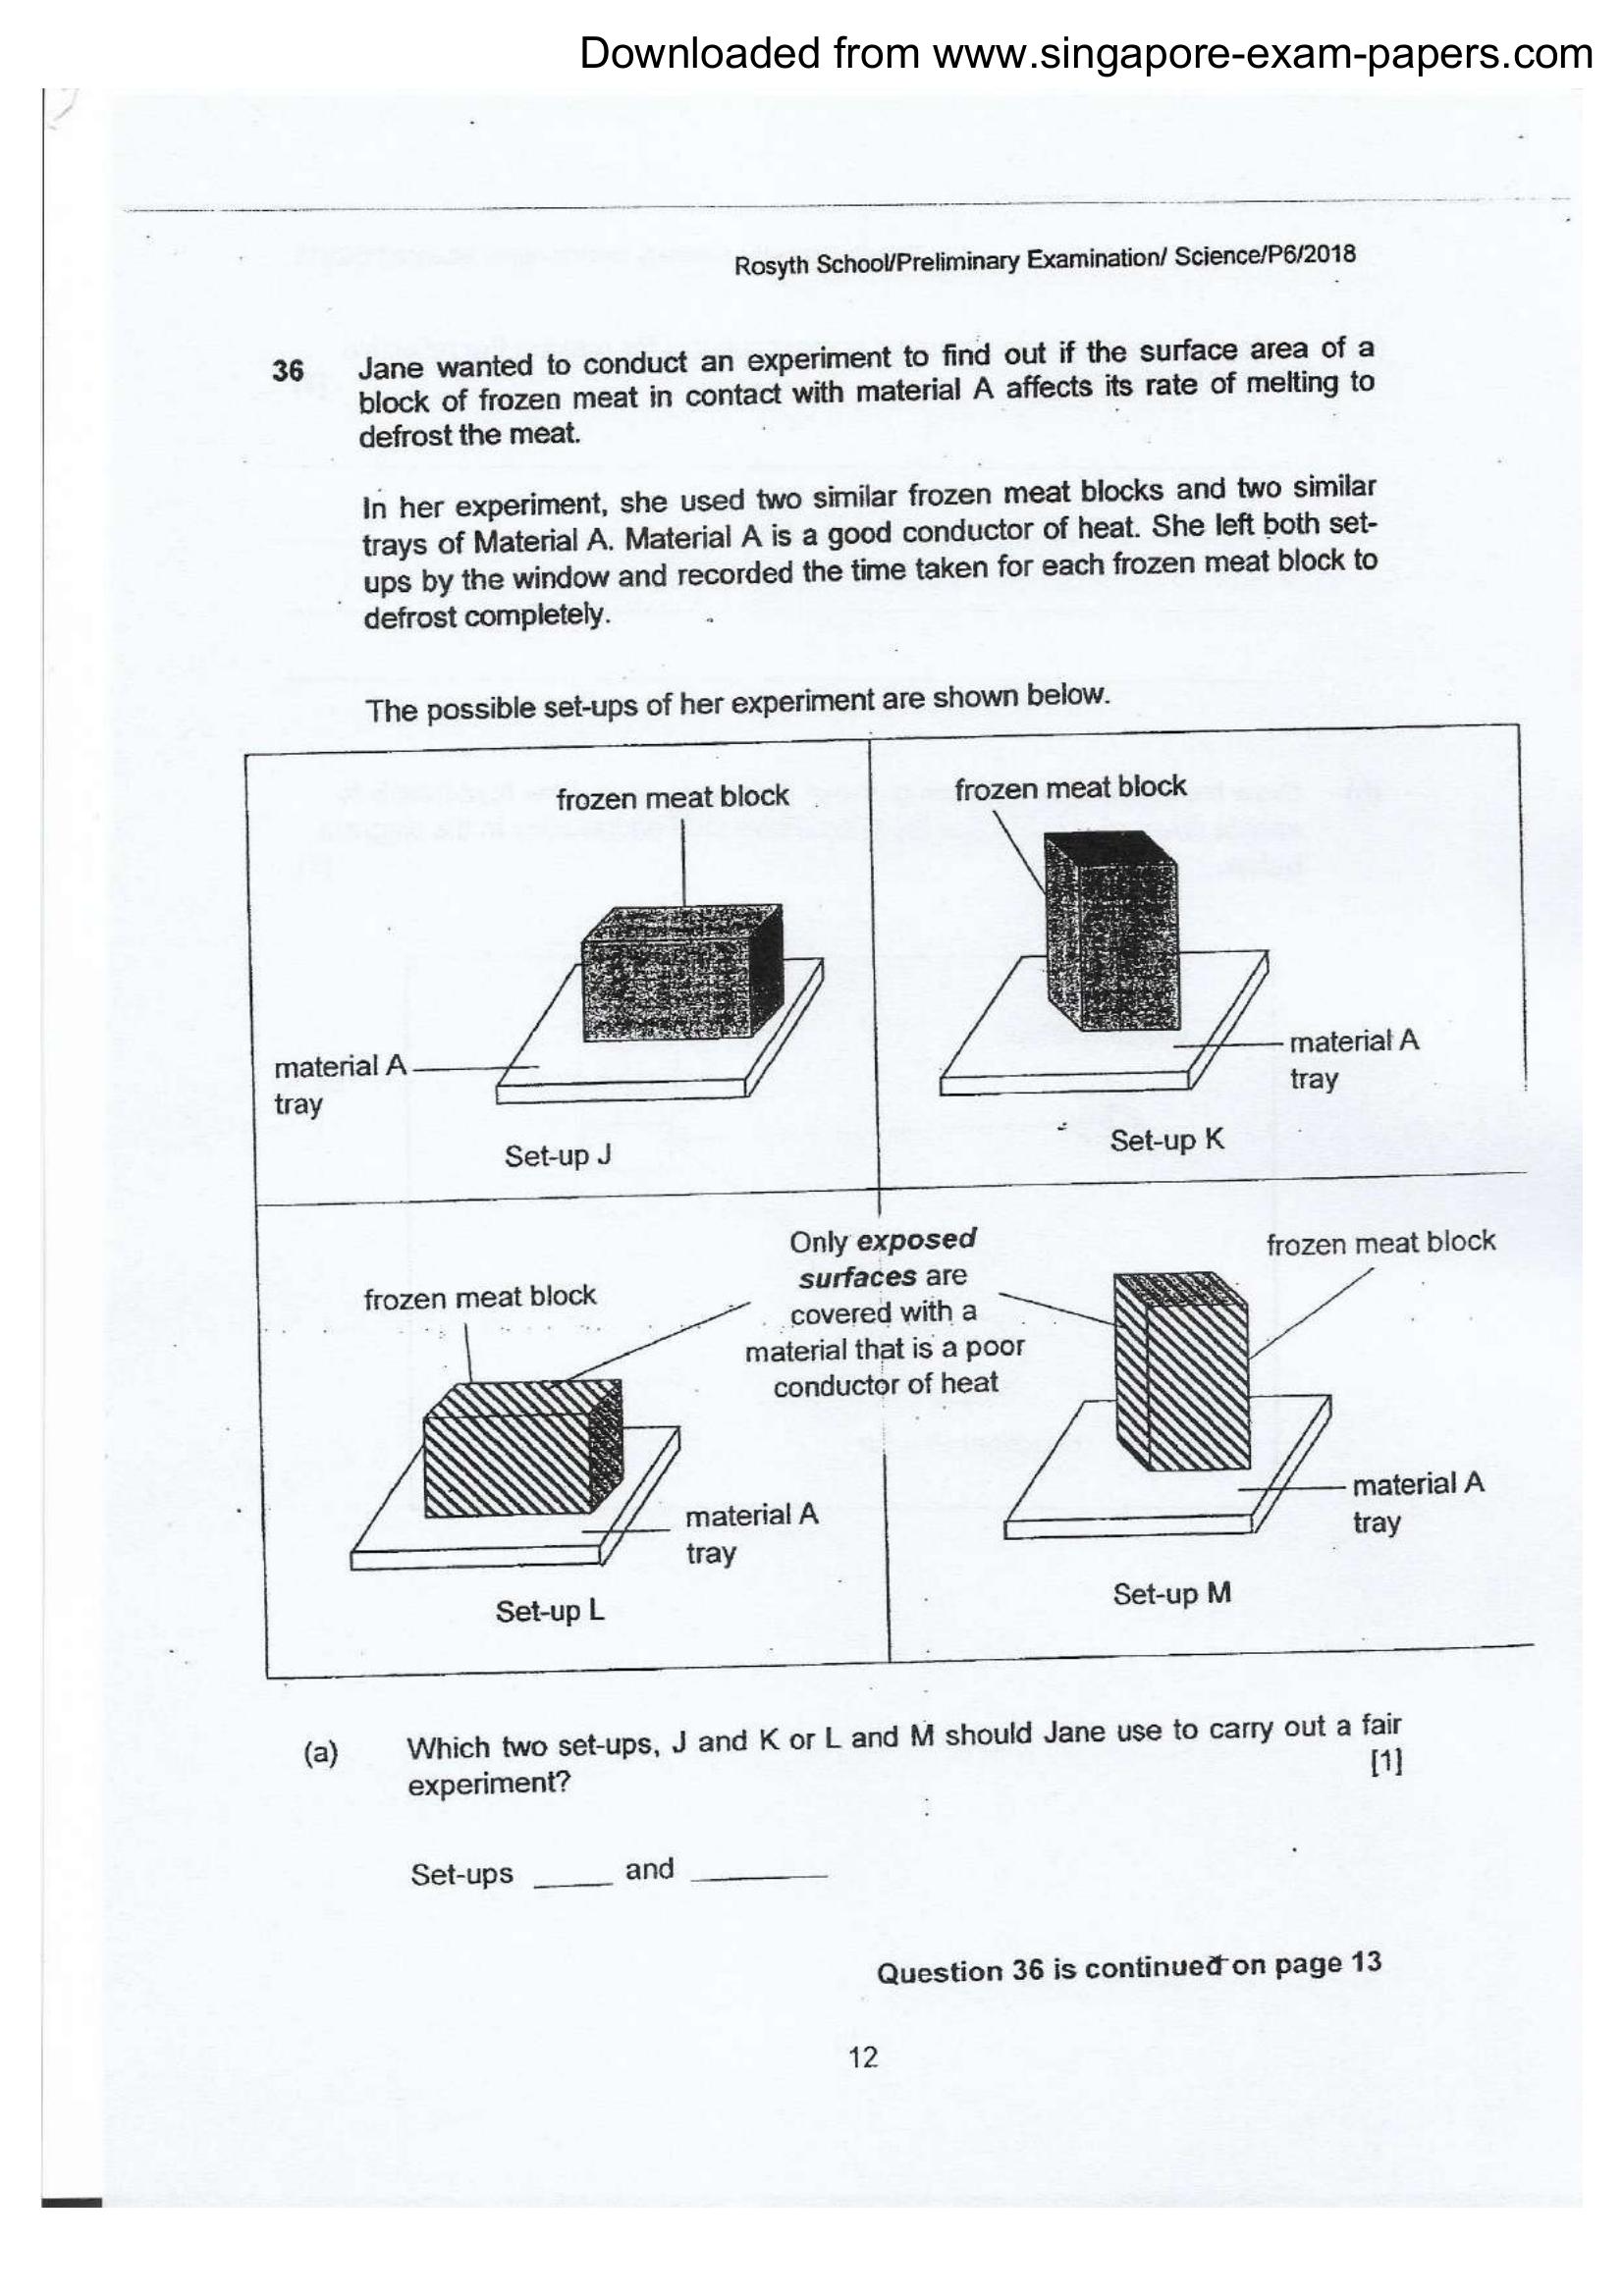 Downloaded from www.singapore-exam-papers.com
Rosyth School/Preliminary Examination/ Science/P6/2018
36 Jane wanted to conduct an experiment to find out if the surface area of a
block of frozen meat in contact with material A affects its rate of melting to
defrost the meat.
In her experiment, she used two similar frozen meat blocks and two similar
trays of Material A. Material A is a good conductor of heat. She left both set-
ups by the window and recorded the time taken for each frozen meat block to
defrost completely.
The possible set-ups of her experiment are shown below.
frozen meat block
material A
tray
Set-up J
frozen meat block
material A
tray
Set-up K
frozen meat block
Only exposed
surfaces are
covered with a
material that is a poor
conductor of heat
material A
tray
Set-up L
frozen meat block
material A
tray
Set-up M
(a) Which two set-ups, J and K or L and M should Jane use to carry out a fair
experiment? [1]
Set-ups _____ and _________
Question 36 is continued on page 13
12